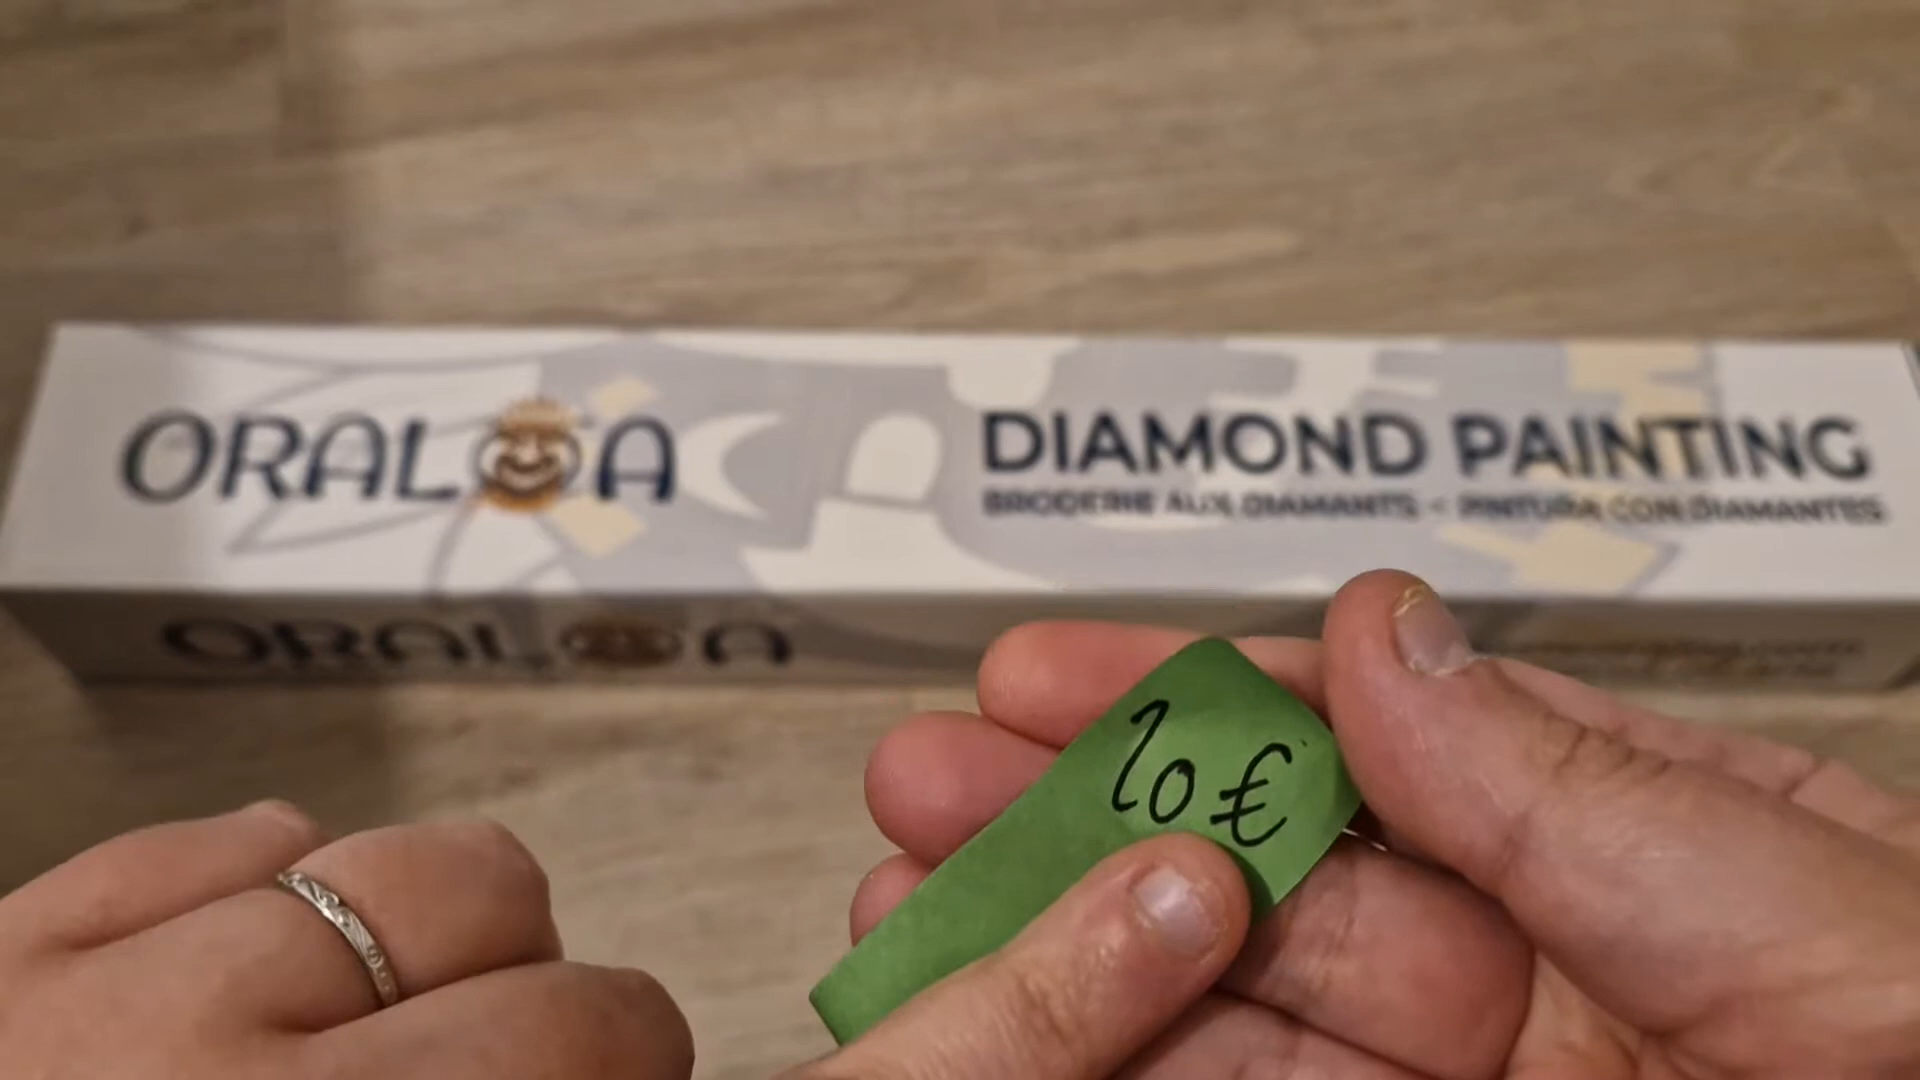 ORALOA
DIAMOND PAINTING
BRODERIE AUX DIAMANTS - PINTURA CON DIAMANTES
ORALOA
10€